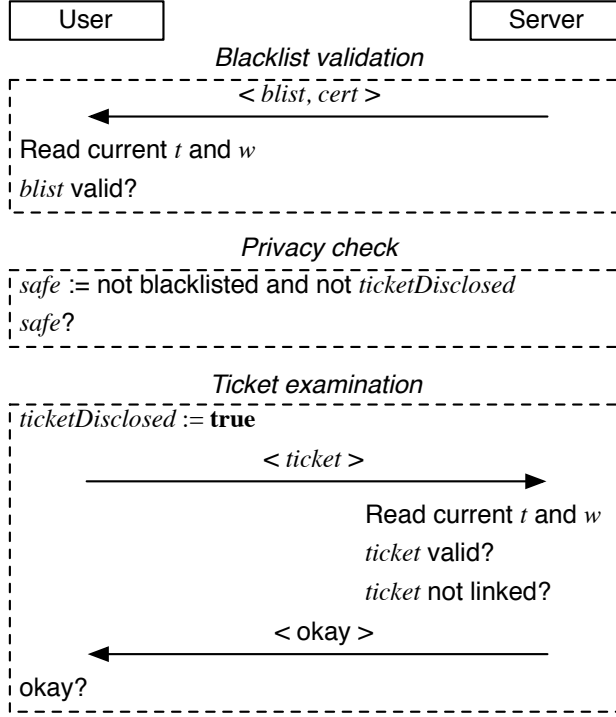 User
Server
Blacklist validation
< blist, cert >
Read current t and w
blist valid?
Privacy check
safe := not blacklisted and not ticketDisclosed
safe?
Ticket examination
ticketDisclosed := true
< ticket >
Read current t and w
ticket valid?
ticket not linked?
< okay >
okay?